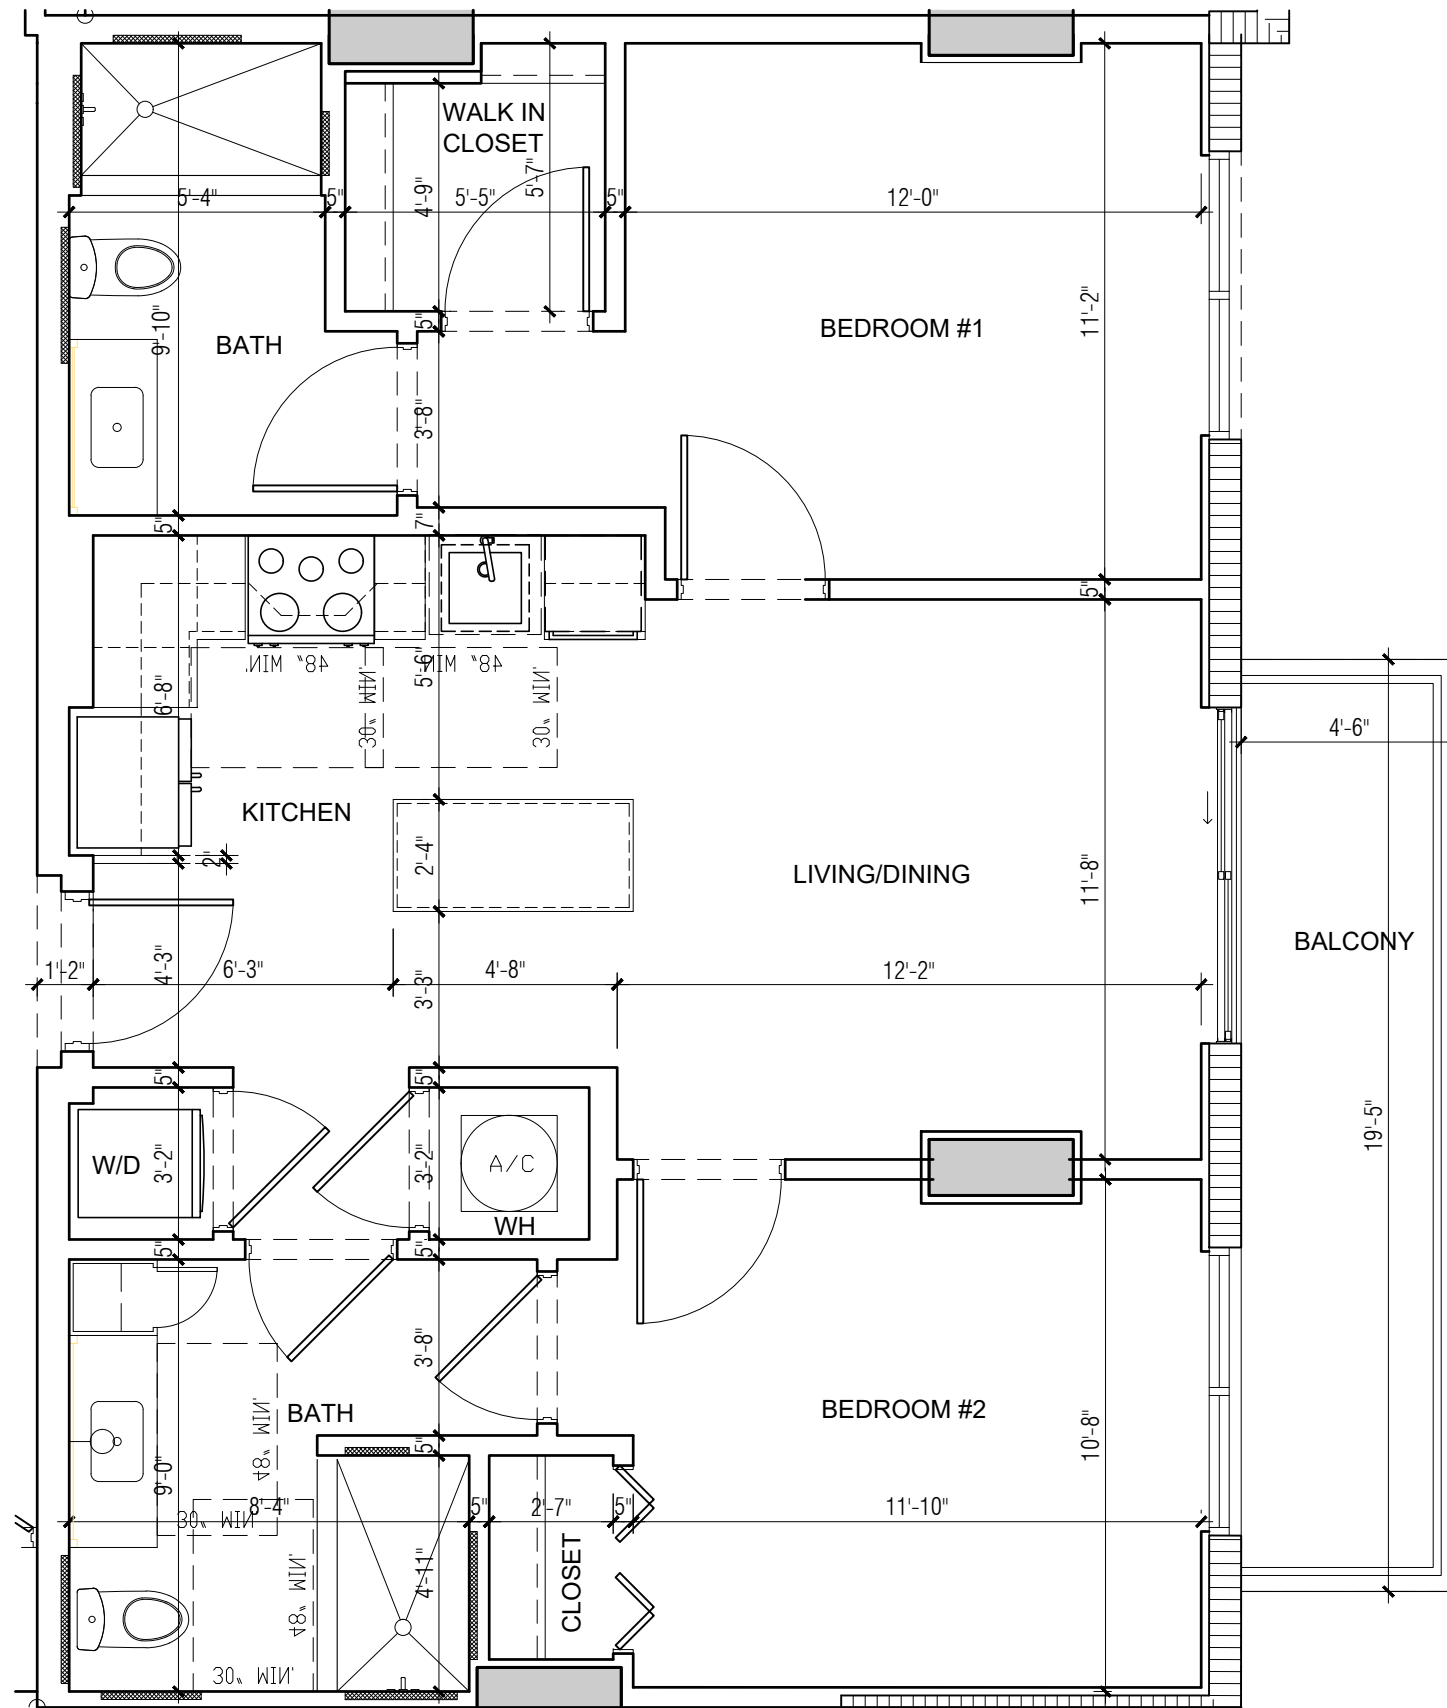 WALK IN
CLOSET
5'-7"
4'-9"
5'-4"
5"
5'-5"
5"
12'-0"
11'-2"
9'-10"
5"
BATH
BEDROOM #1
3'-8"
5"
7"
5"
48" MIN.
48" MIN.
5'-6"
6'-8"
30" MIN.
30" MIN.
4'-6"
KITCHEN
2'-4"
2"
LIVING/DINING
11'-8"
BALCONY
1'-2"
4'-3"
6'-3"
3'-3"
4'-8"
12'-2"
5"
5"
19'-5"
W/D
3'-2"
3'-2"
A/C
WH
5"
5"
3'-8"
BATH
48" MIN.
BEDROOM #2
5"
10'-8"
9'-0"
8'-4"
30" MIN.
5"
2'-7"
5"
11'-10"
4'-11"
CLOSET
48" MIN.
30" MIN.